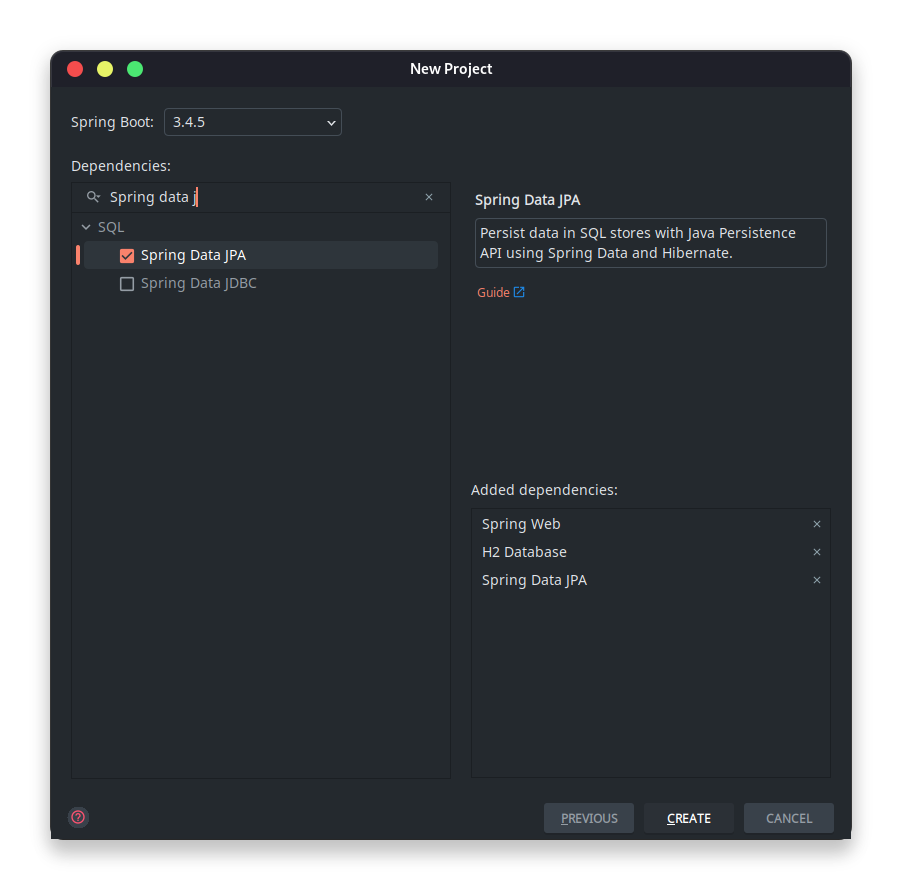 New Project
Spring Boot: 3.4.5
Dependencies:
Spring data j
SQL
Spring Data JPA
Spring Data JDBC
Spring Data JPA
Persist data in SQL stores with Java Persistence
API using Spring Data and Hibernate.
Guide
Added dependencies:
Spring Web
H2 Database
Spring Data JPA
?
PREVIOUS CREATE CANCEL